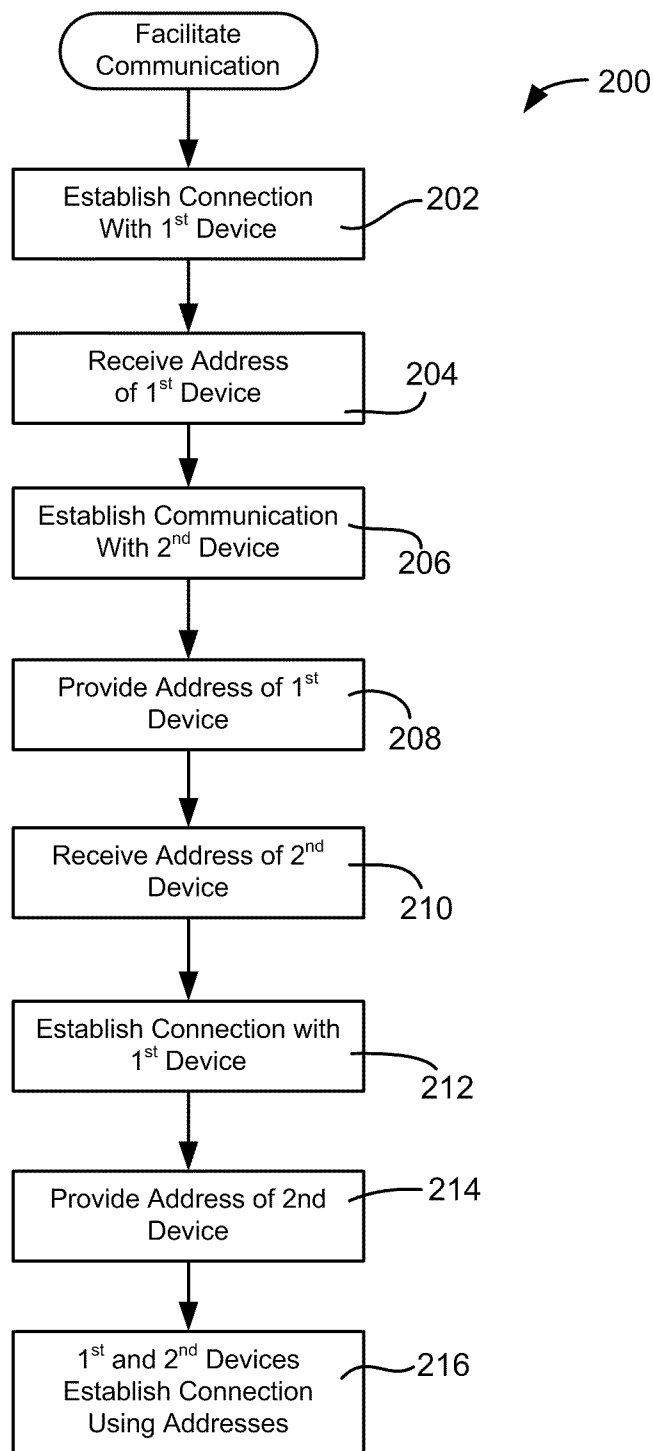 Facilitate
Communication
200
Establish Connection
With 1st Device
202
Receive Address
of 1st Device
204
Establish Communication
With 2nd Device
206
Provide Address of 1st
Device
208
Receive Address of 2nd
Device
210
Establish Connection with
1st Device
212
Provide Address of 2nd
Device
214
1st and 2nd Devices
Establish Connection
Using Addresses
216